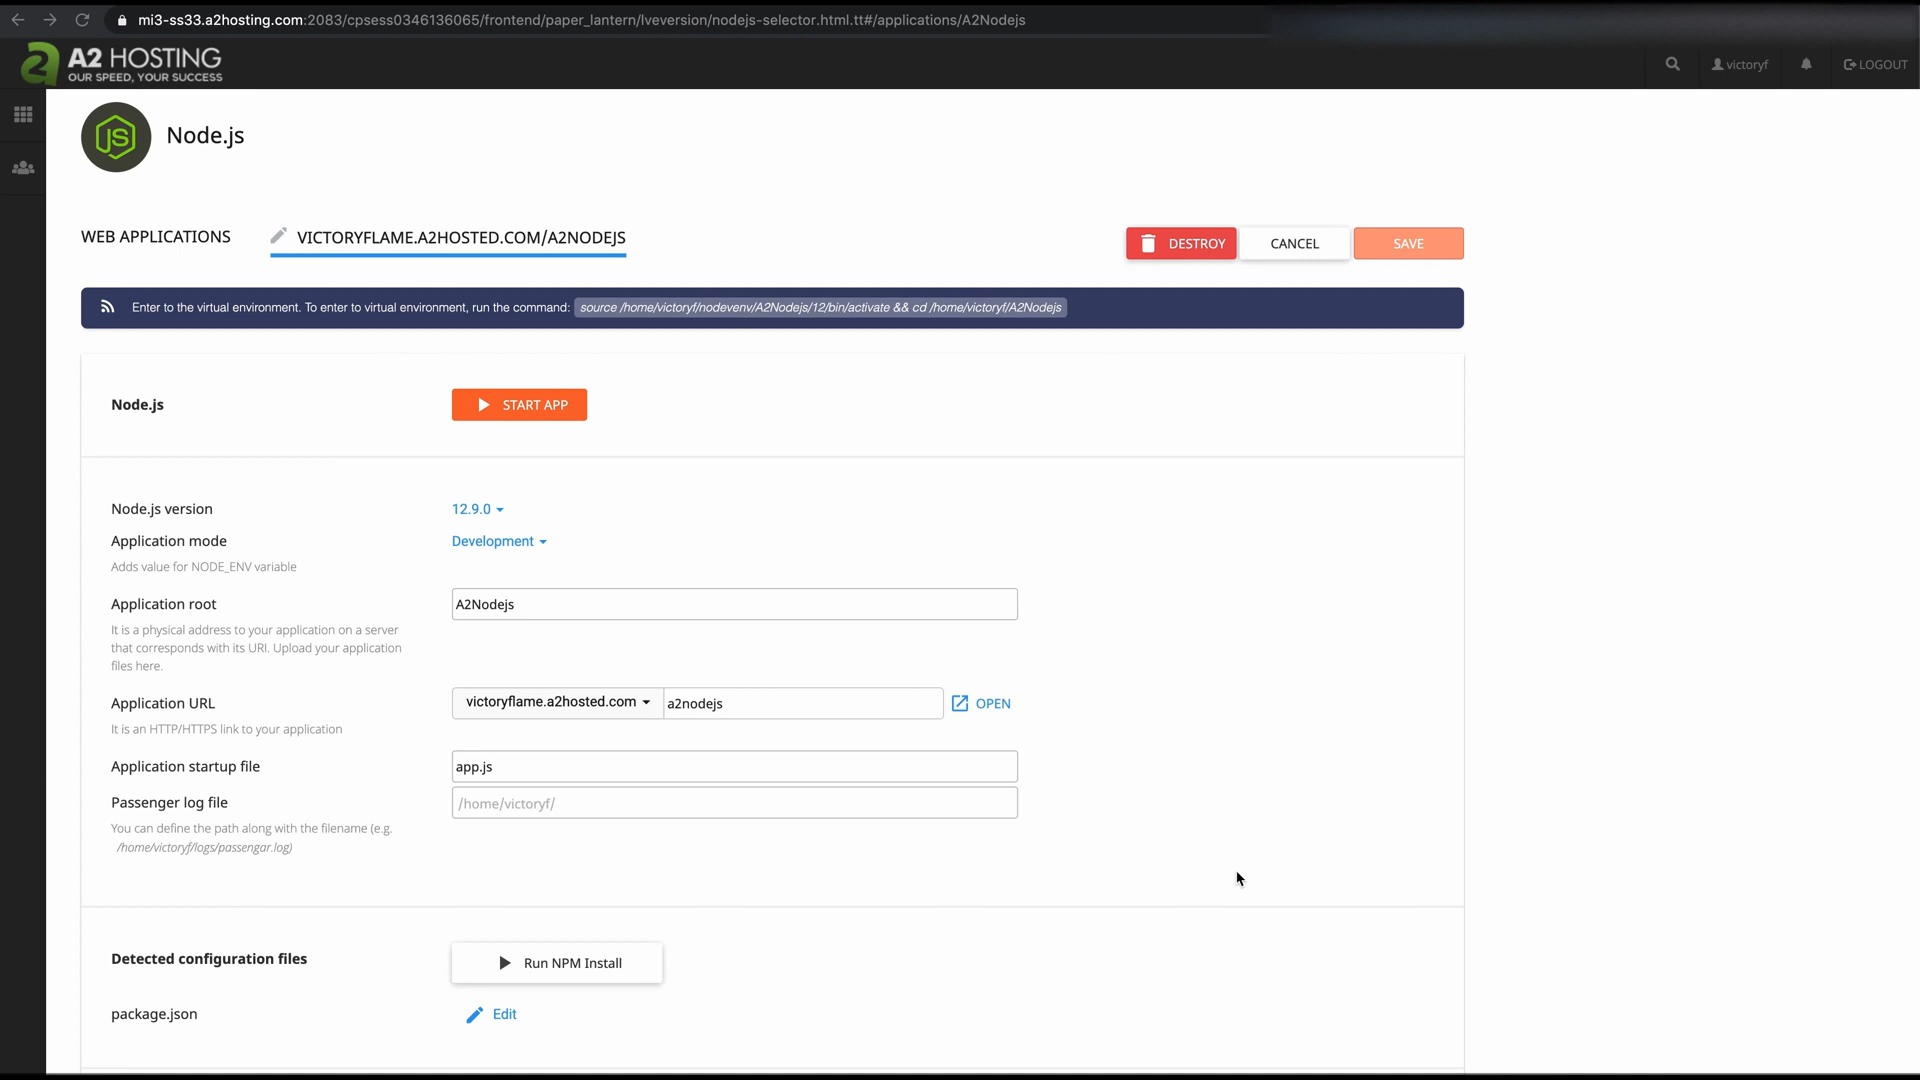 mi3-ss33.a2hosting.com:2083/cpsess0346136065/frontend/paper_lantern/lveversion/nodejs-selector.html.tt#/applications/A2Nodejs
A2 HOSTING
OUR SPEED, YOUR SUCCESS
victoryf
LOGOUT
JS
Node.js
WEB APPLICATIONS
VICTORYFLAME.A2HOSTED.COM/A2NODEJS
DESTROY
CANCEL
SAVE
Enter to the virtual environment. To enter to virtual environment, run the command: source /home/victoryf/nodevenv/A2Nodejs/12/bin/activate && cd /home/victoryf/A2Nodejs
Node.js
START APP
Node.js version
12.9.0
Application mode
Development
Adds value for NODE_ENV variable
Application root
A2Nodejs
It is a physical address to your application on a server
that corresponds with its URI. Upload your application
files here.
Application URL
victoryflame.a2hosted.com
a2nodejs
OPEN
It is an HTTP/HTTPS link to your application
Application startup file
app.js
Passenger log file
/home/victoryf/
You can define the path along with the filename (e.g.
/home/victoryf/logs/passengar.log)
Detected configuration files
Run NPM Install
package.json
Edit